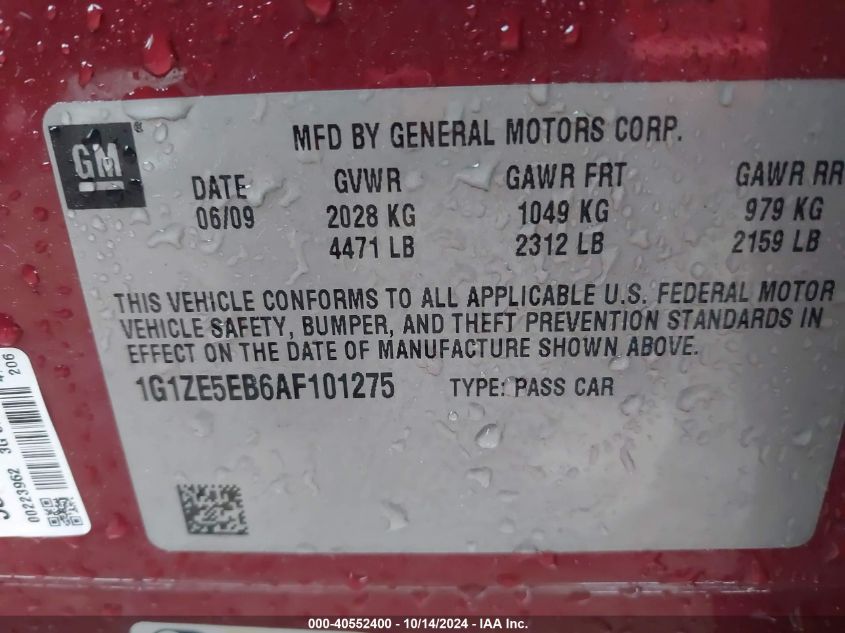 GM ®
MFD BY GENERAL MOTORS CORP.
DATE GVWR GAWR FRT GAWR RR
06/09 2028 KG 1049 KG 979 KG
4471 LB 2312 LB 2159 LB
THIS VEHICLE CONFORMS TO ALL APPLICABLE U.S. FEDERAL MOTOR
VEHICLE SAFETY, BUMPER, AND THEFT PREVENTION STANDARDS IN
EFFECT ON THE DATE OF MANUFACTURE SHOWN ABOVE.
1G1ZE5EB6AF101275 TYPE: PASS CAR
206
00223962 3G
000-40552400 - 10/14/2024 - IAA Inc.